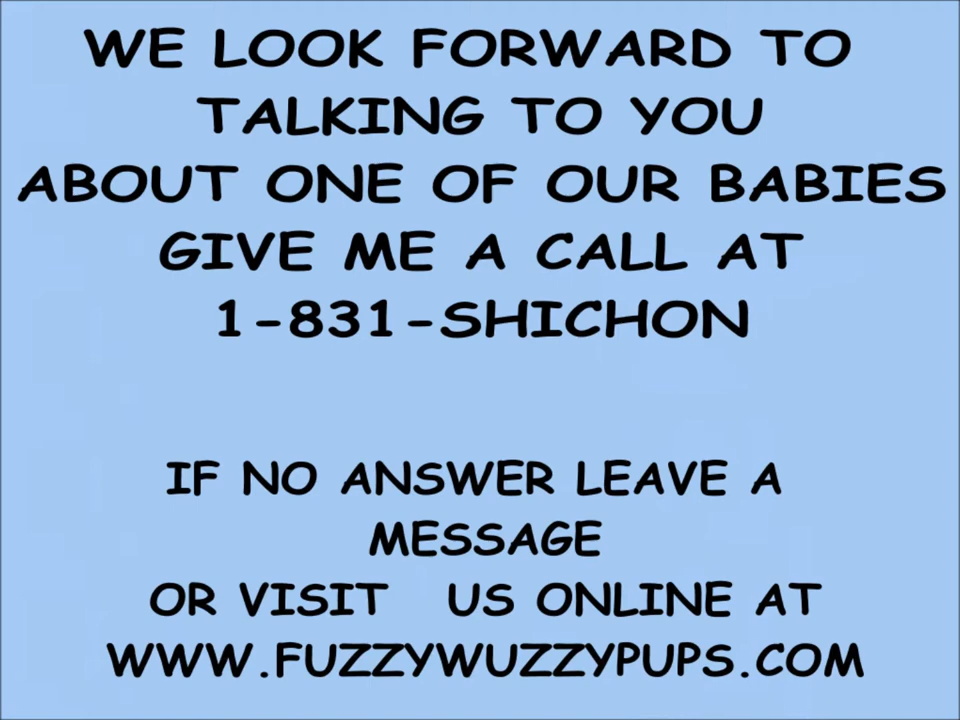 WE LOOK FORWARD TO
TALKING TO YOU
ABOUT ONE OF OUR BABIES
GIVE ME A CALL AT
1-831-SHICHON
IF NO ANSWER LEAVE A
MESSAGE
OR VISIT US ONLINE AT
WWW.FUZZYWUZZYPUPS.COM